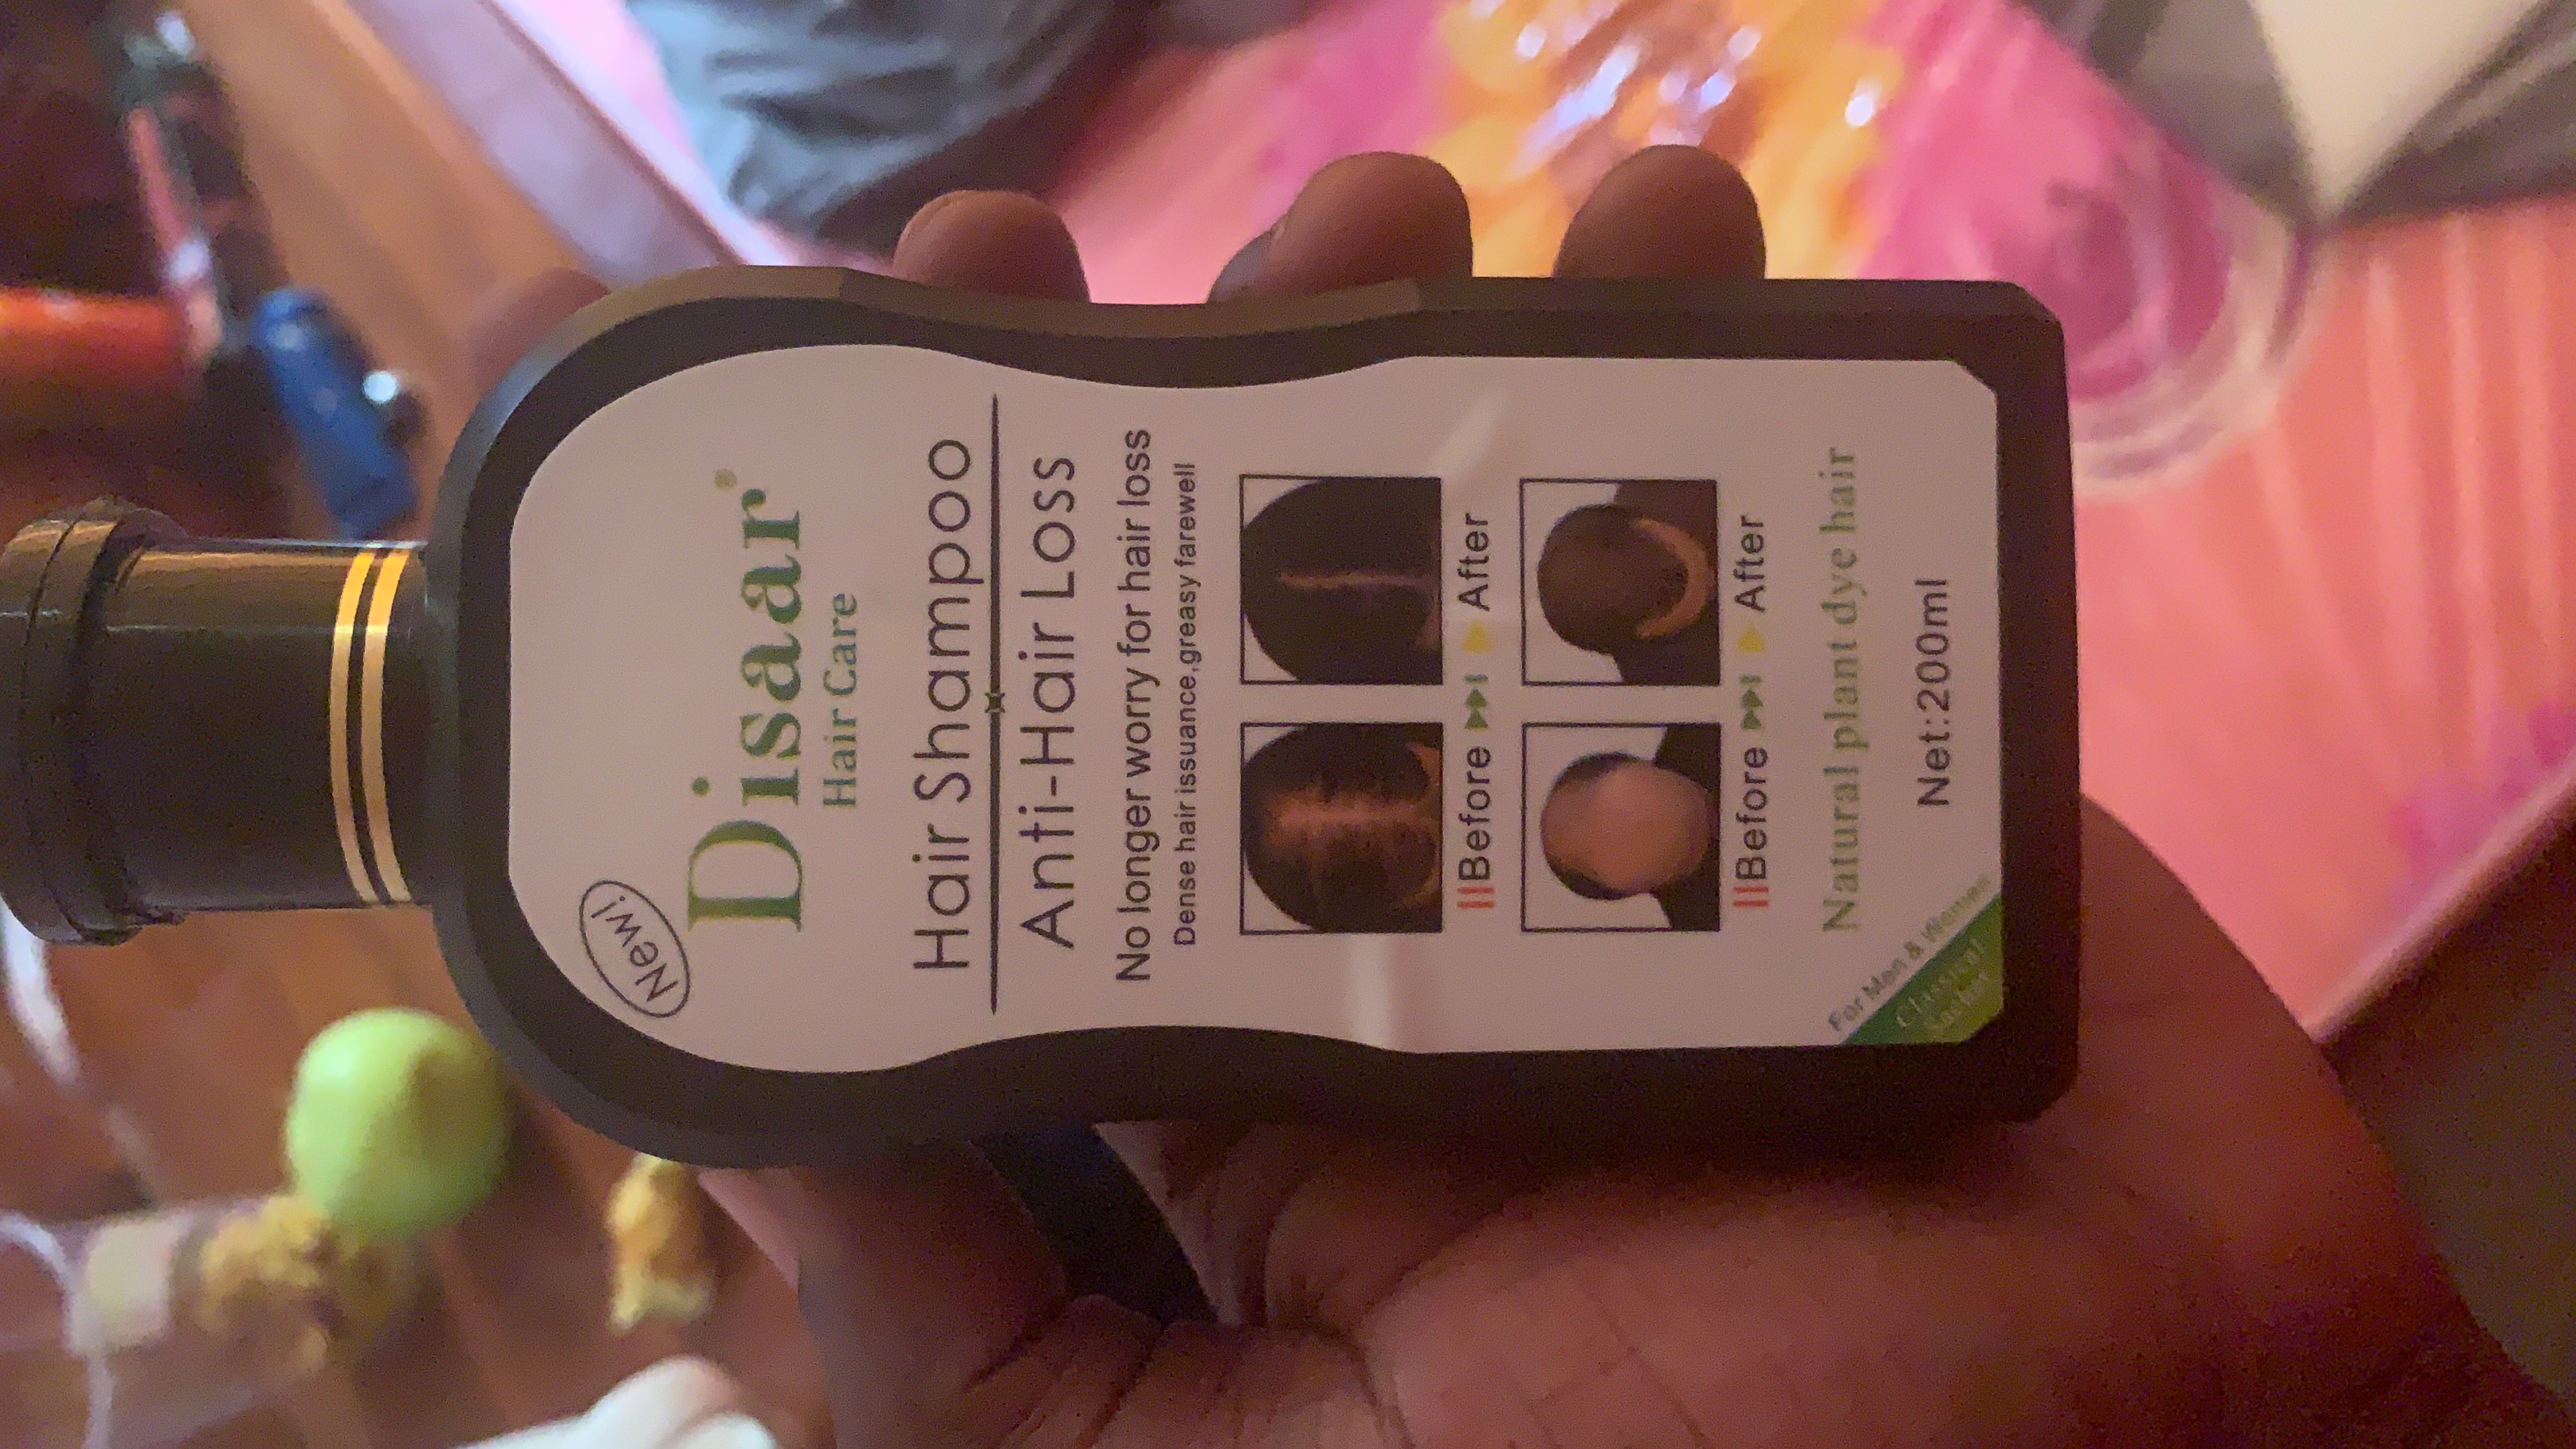 New!
Disaar®
Hair Care
Hair Shampoo
Anti-Hair Loss
No longer worry for hair loss
Dense hair issuance,greasy farewell
||Before After
||Before After
Natural plant dye hair
For Men & Women
Classical
Net:200ml